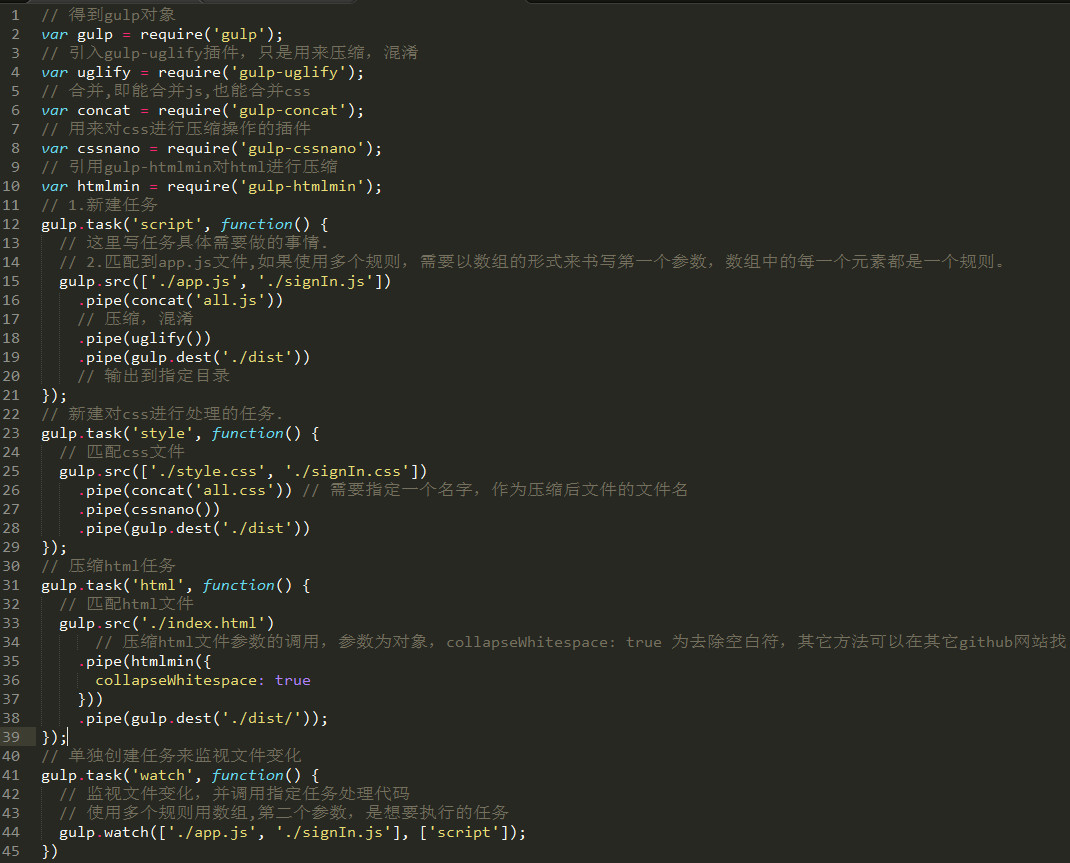 1 // 得到gulp对象
2 var gulp = require('gulp');
3 // 引入gulp-uglify插件，只是用来压缩，混淆
4 var uglify = require('gulp-uglify');
5 // 合并,即能合并js,也能合并css
6 var concat = require('gulp-concat');
7 // 用来对css进行压缩操作的插件
8 var cssnano = require('gulp-cssnano');
9 // 引用gulp-htmlmin对html进行压缩
10 var htmlmin = require('gulp-htmlmin');
11 // 1.新建任务
12 gulp.task('script', function() {
13   // 这里写任务具体需要做的事情.
14   // 2.匹配到app.js文件,如果使用多个规则，需要以数组的形式来书写第一个参数，数组中的每一个元素都是一个规则。
15   gulp.src(['./app.js', './signIn.js'])
16     .pipe(concat('all.js'))
17     // 压缩，混淆
18     .pipe(uglify())
19     .pipe(gulp.dest('./dist'))
20     // 输出到指定目录
21 });
22 // 新建对css进行处理的任务.
23 gulp.task('style', function() {
24   // 匹配css文件
25   gulp.src(['./style.css', './signIn.css'])
26     .pipe(concat('all.css')) // 需要指定一个名字，作为压缩后文件的文件名
27     .pipe(cssnano())
28     .pipe(gulp.dest('./dist'))
29 });
30 // 压缩html任务
31 gulp.task('html', function() {
32   // 匹配html文件
33   gulp.src('./index.html')
34       // 压缩html文件参数的调用，参数为对象，collapseWhitespace: true 为去除空白符，其它方法可以在其它github网站找
35     .pipe(htmlmin({
36       collapseWhitespace: true
37     }))
38     .pipe(gulp.dest('./dist/'));
39 });
40 // 单独创建任务来监视文件变化
41 gulp.task('watch', function() {
42   // 监视文件变化，并调用指定任务处理代码
43   // 使用多个规则用数组,第二个参数，是想要执行的任务
44   gulp.watch(['./app.js', './signIn.js'], ['script']);
45 })